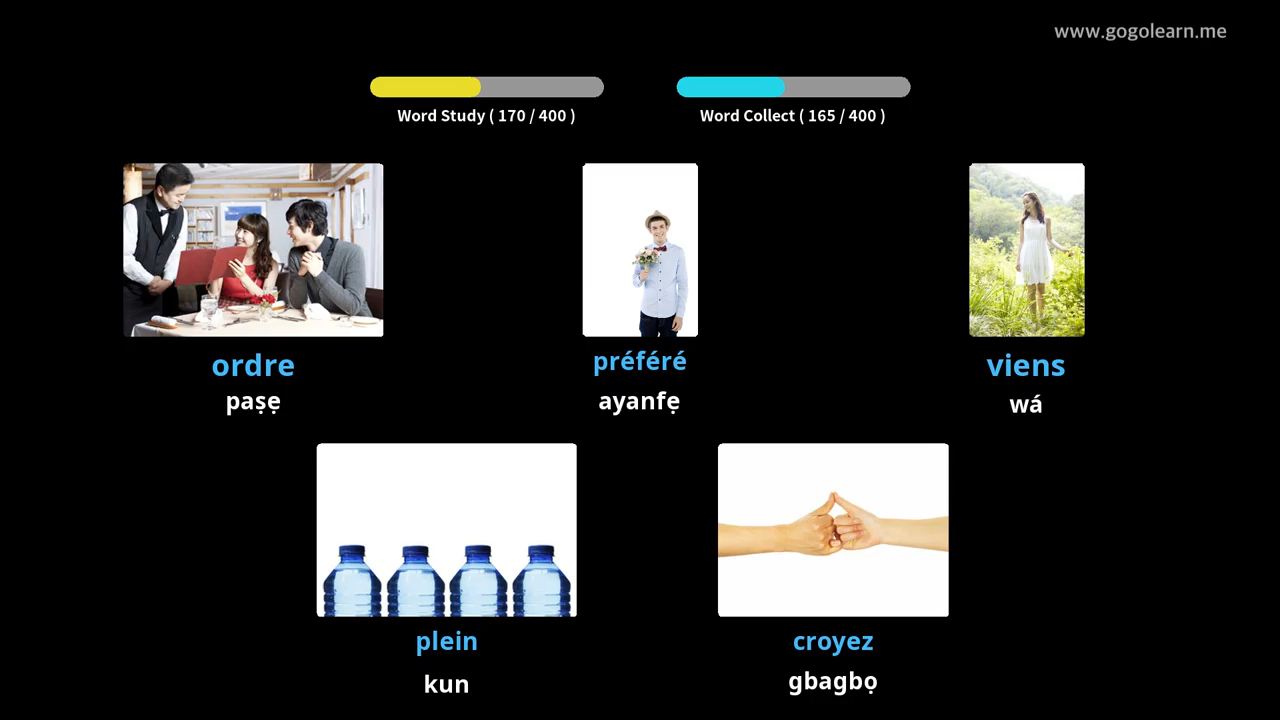 www.gogolearn.me
Word Study ( 170 / 400 )
Word Collect ( 165 / 400 )
ordre
paṣẹ
préféré
ayanfẹ
viens
wá
plein
kun
croyez
gbagbọ